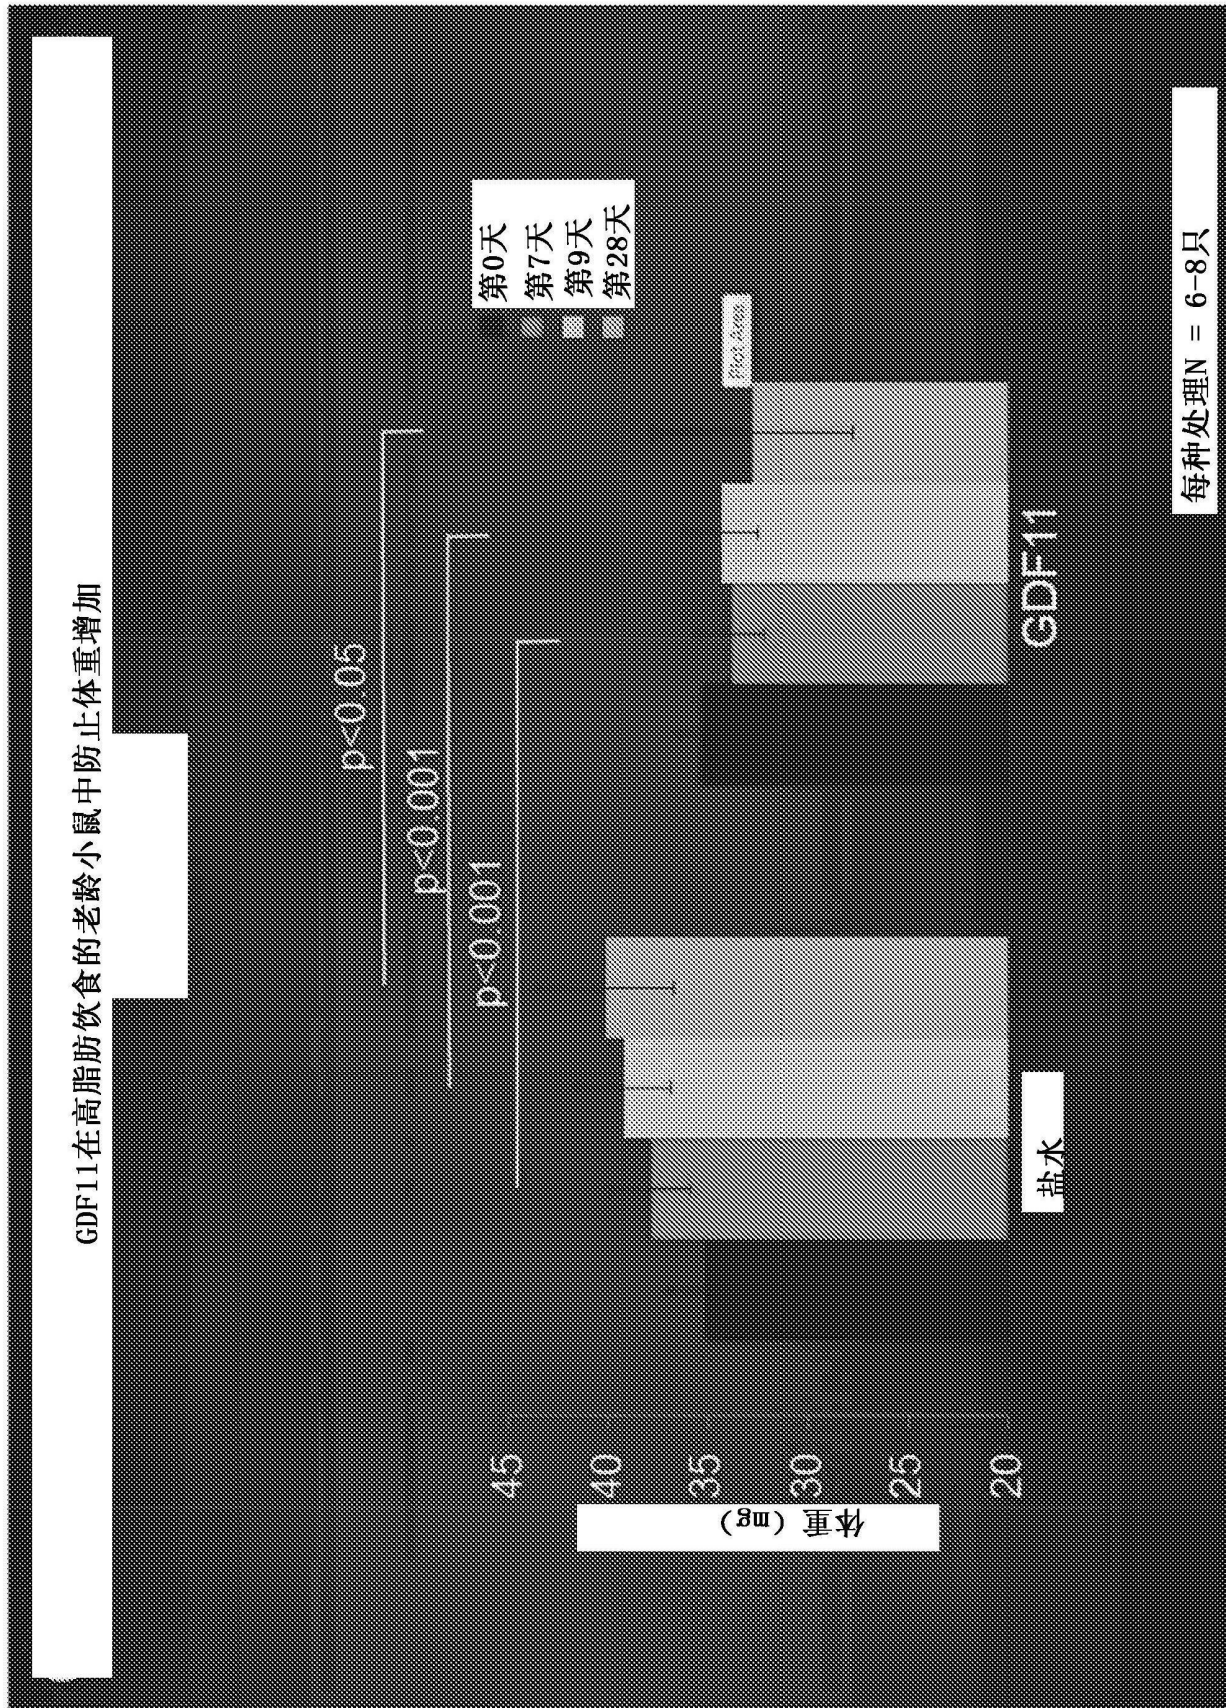 GDF11在高脂肪饮食的老龄小鼠中防止体重增加
p<0.05
p<0.001
p<0.001
第0天
第7天
第9天
第28天
45
40
35
30
25
20
体重 (mg)
Plot Area
盐水
GDF11
每种处理N = 6-8只